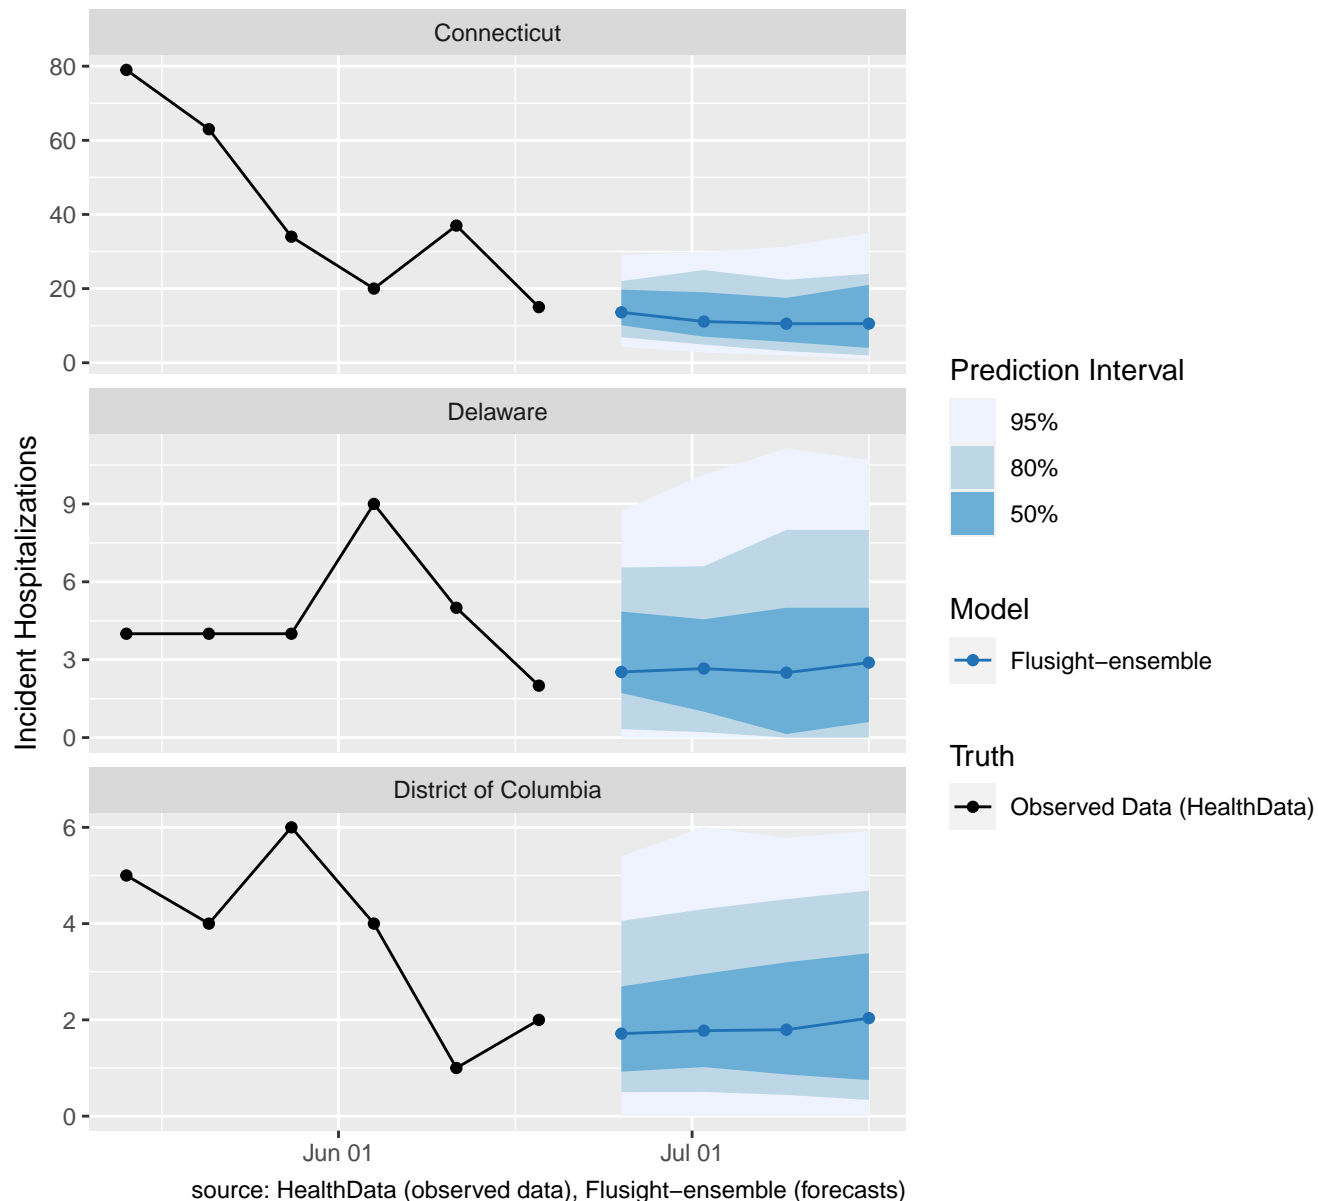 Connecticut
80
60
40
20
0
Delaware
9
6
3
0
District of Columbia
6
4
2
0
Incident Hospitalizations
Jun 01
Jul 01
source: HealthData (observed data), Flusight−ensemble (forecasts)
Prediction Interval
95%
80%
50%
Model
Flusight−ensemble
Truth
Observed Data (HealthData)